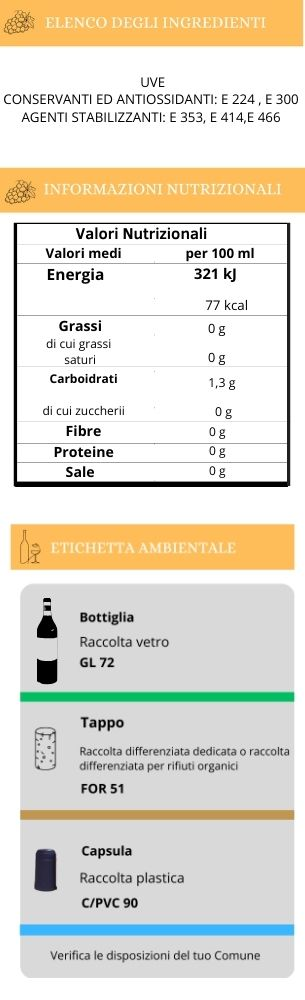 ELENCO DEGLI INGREDIENTI
UVE
CONSERVANTI ED ANTIOSSIDANTI: E 224 , E 300
AGENTI STABILIZZANTI: E 353, E 414,E 466
INFORMAZIONI NUTRIZIONALI
Valori Nutrizionali
Valori medi per 100 ml
Energia 321 kJ
77 kcal
Grassi 0 g
di cui grassi
saturi 0 g
Carboidrati 1,3 g
di cui zuccherii 0 g
Fibre 0 g
Proteine 0 g
Sale 0 g
ETICHETTA AMBIENTALE
Bottiglia
Raccolta vetro
GL 72
Tappo
Raccolta differenziata dedicata o raccolta
differenziata per rifiuti organici
FOR 51
Capsula
Raccolta plastica
C/PVC 90
Verifica le disposizioni del tuo Comune